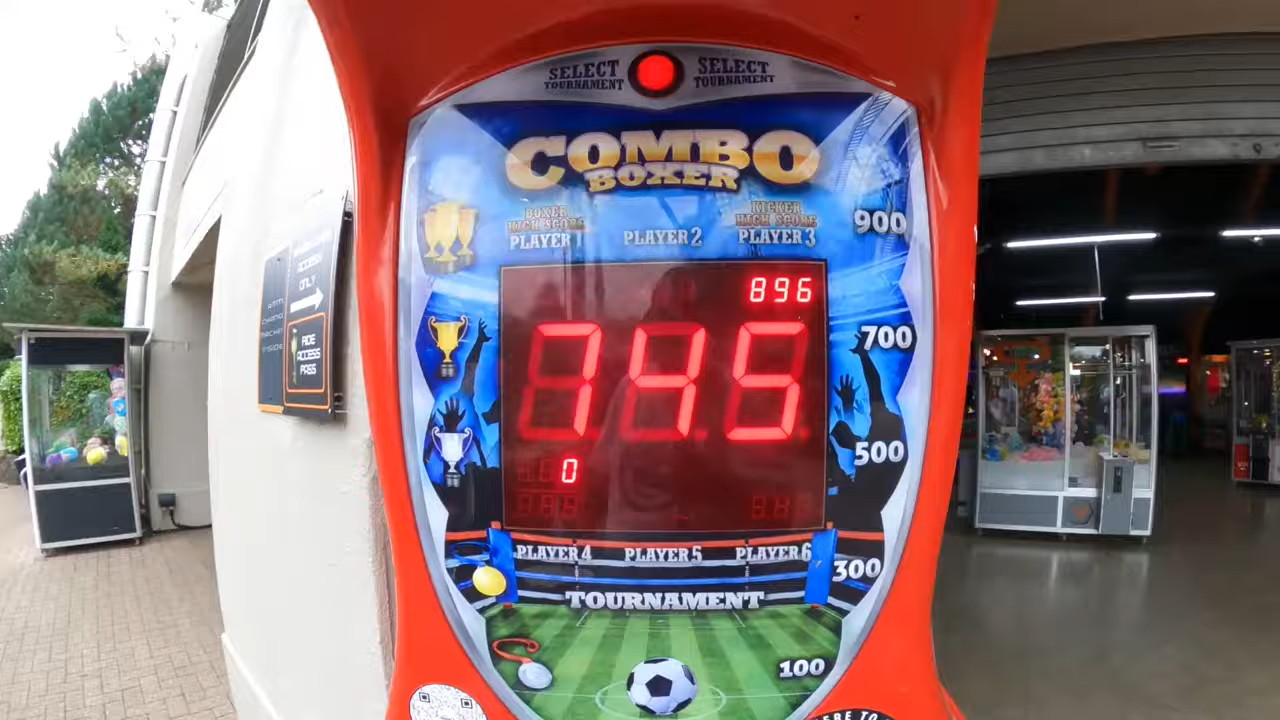 SELECT SELECT
TOURNAMENT TOURNAMENT
COMBO
BOXER
BOXER KICKER
HIGH SCORE HIGH SCORE
PLAYER 1 PLAYER 2 PLAYER 3
900
896
745
700
500
0
PLAYER 4 PLAYER 5 PLAYER 6
300
TOURNAMENT
100
ACCESS
ONLY
RIDE
ACCESS
PASS